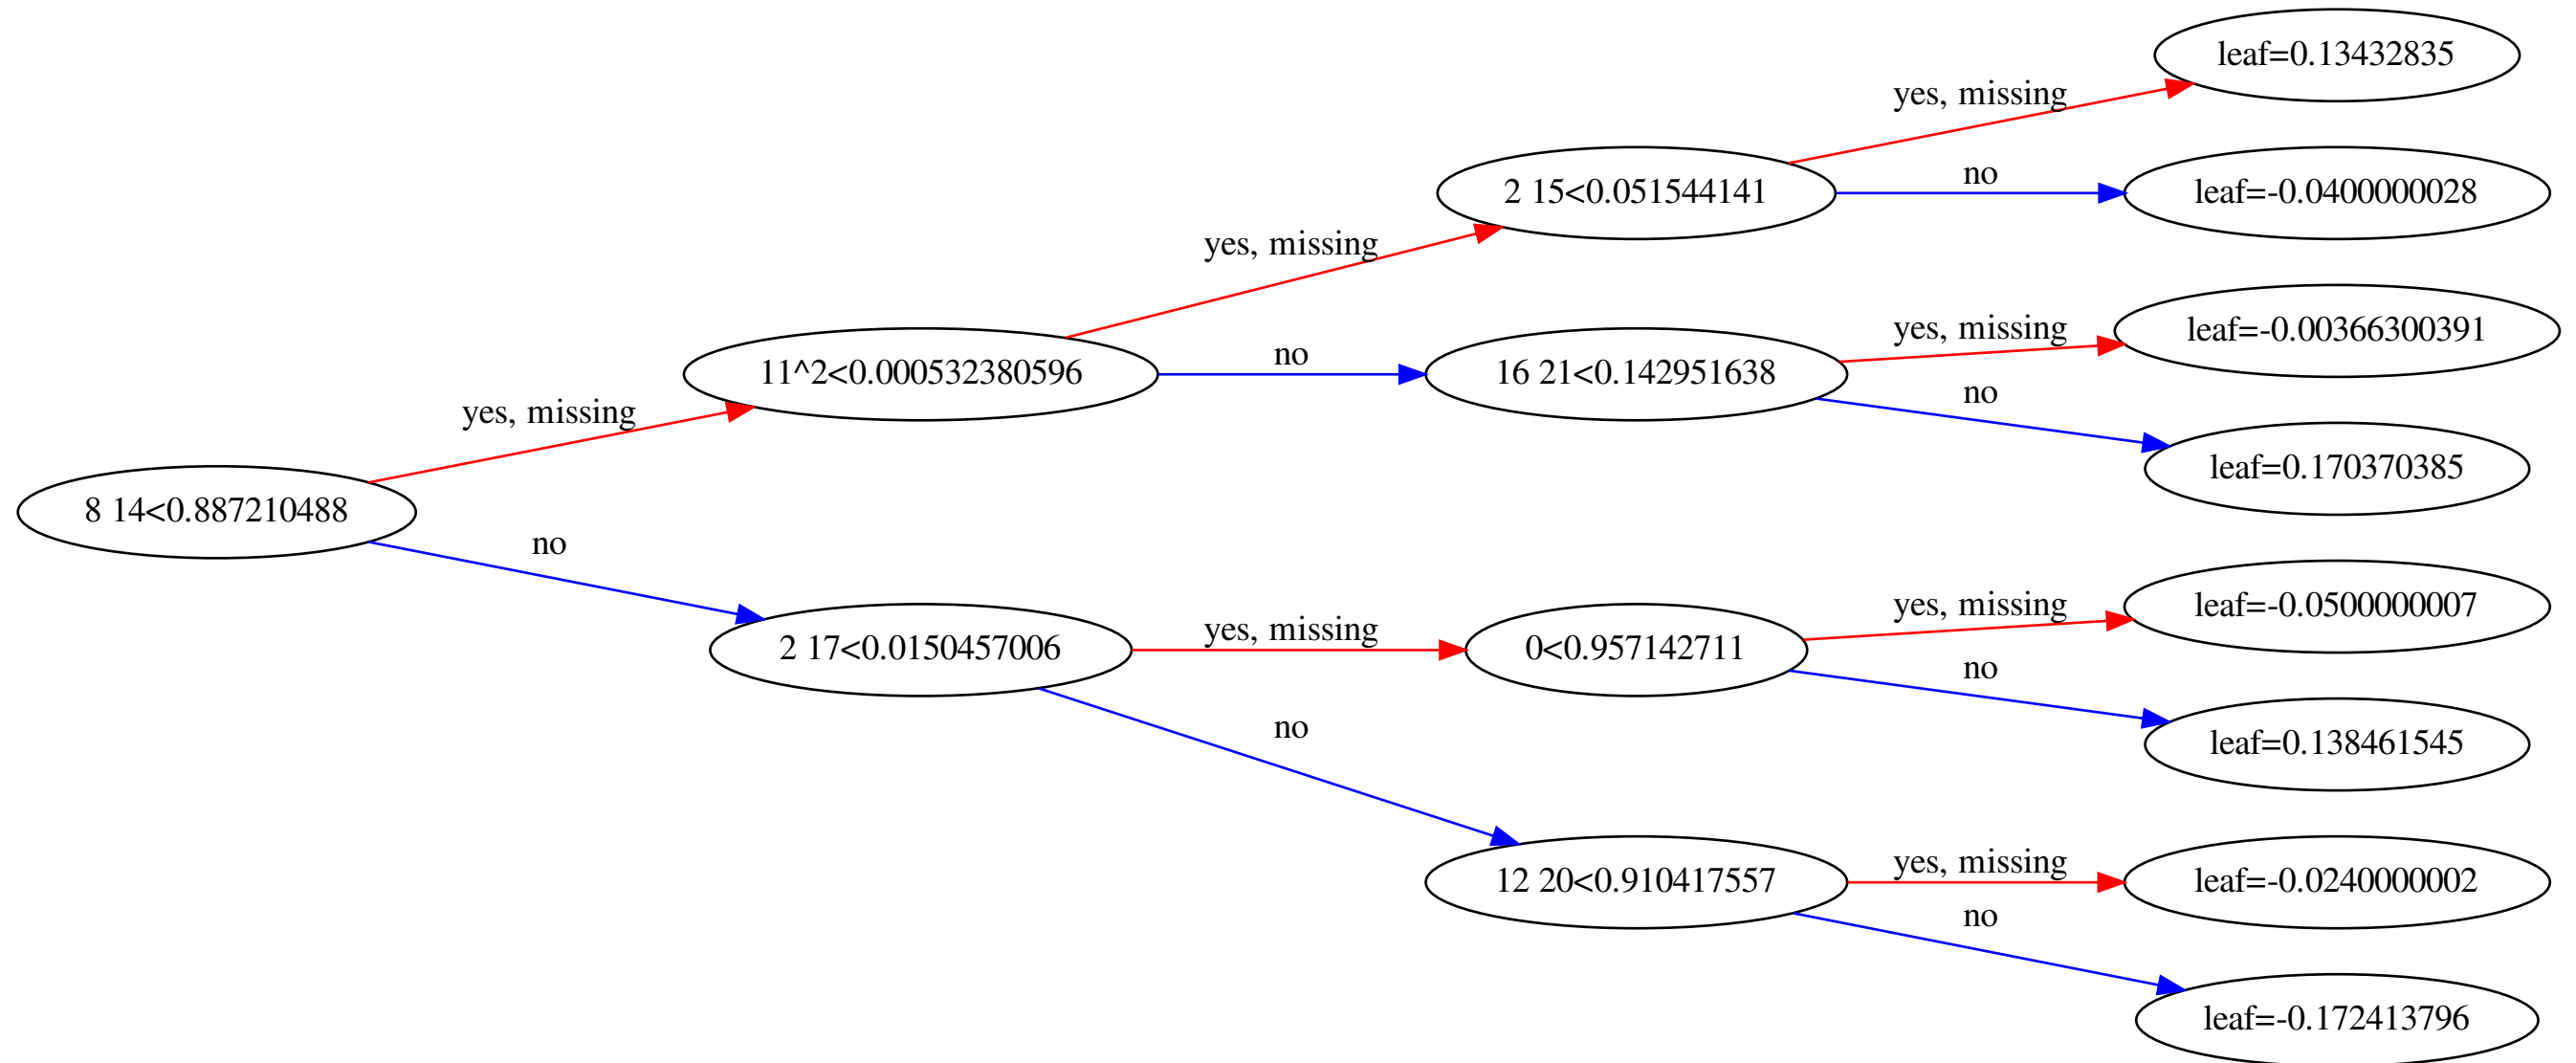 leaf=0.13432835
yes, missing
2 15<0.051544141
no
leaf=-0.0400000028
yes, missing
11^2<0.000532380596
no
16 21<0.142951638
yes, missing
leaf=-0.00366300391
no
leaf=0.170370385
yes, missing
8 14<0.887210488
no
2 17<0.0150457006
yes, missing
0<0.957142711
yes, missing
leaf=-0.0500000007
no
leaf=0.138461545
no
12 20<0.910417557
yes, missing
leaf=-0.0240000002
no
leaf=-0.172413796